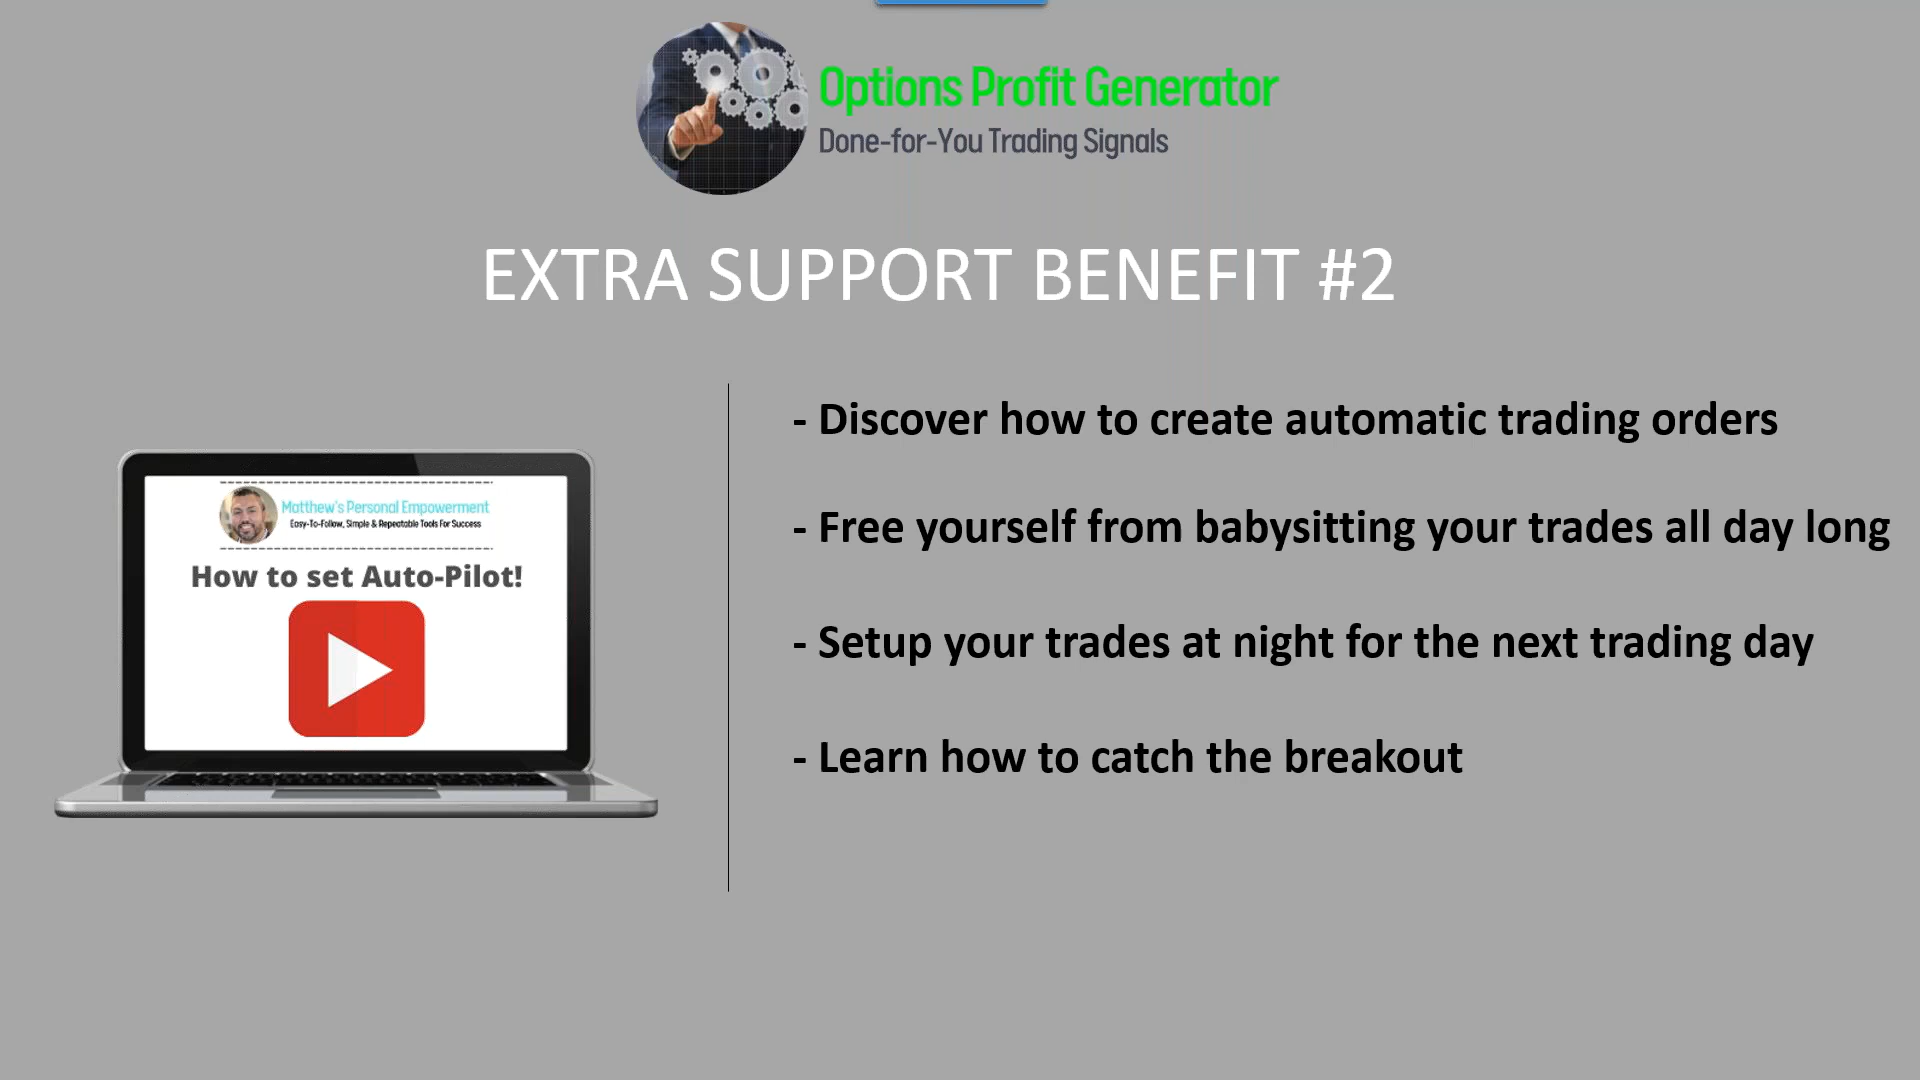 Options Profit Generator
Done-for-You Trading Signals
EXTRA SUPPORT BENEFIT #2
Matthew's Personal Empowerment
Easy-To-Follow, Simple & Repeatable Tools For Success
How to set Auto-Pilot!
- Discover how to create automatic trading orders
- Free yourself from babysitting your trades all day long
- Setup your trades at night for the next trading day
- Learn how to catch the breakout